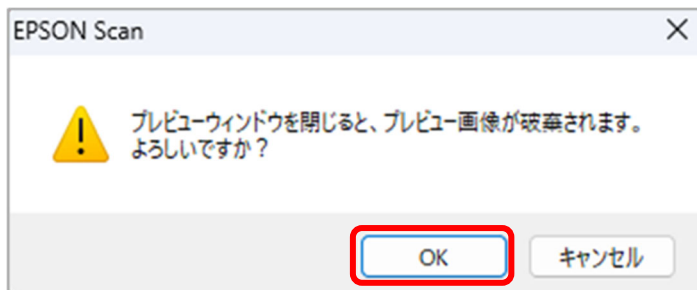 EPSON Scan
プレビューウィンドウを閉じると、プレビュー画像が破棄されます。
よろしいですか？
OK
キャンセル